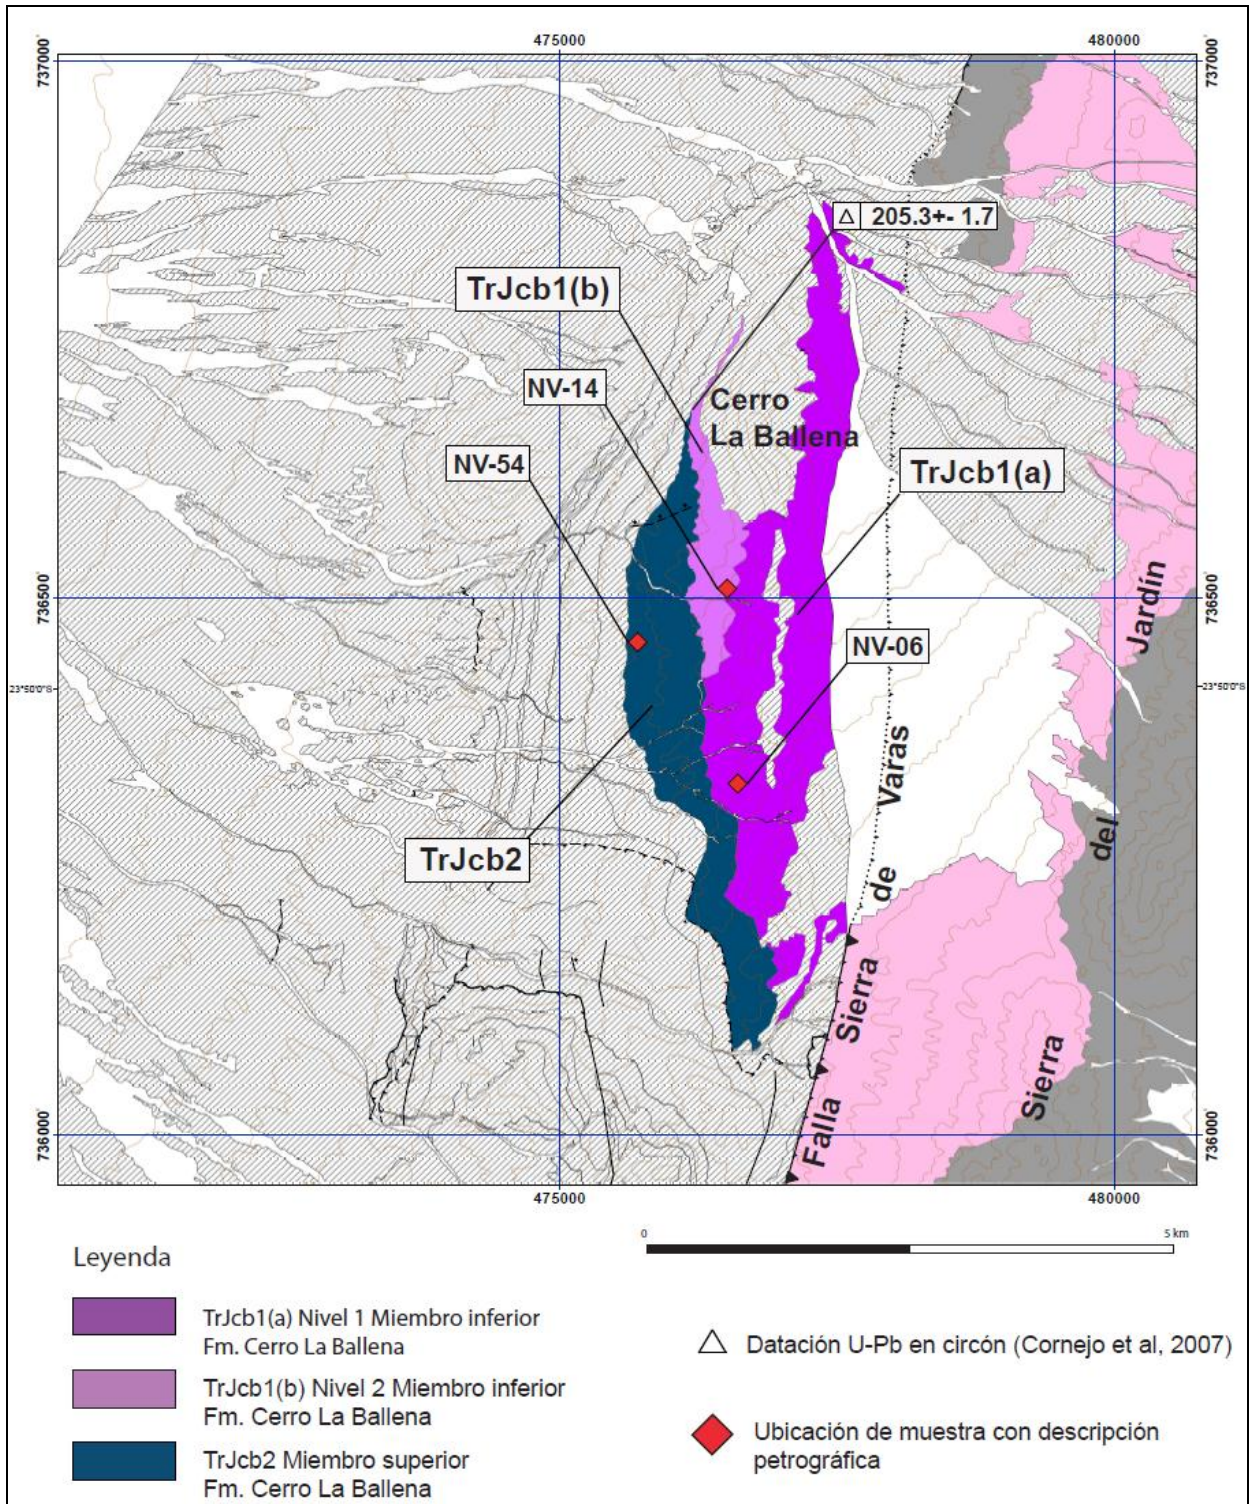 475000
480000
737000
737000
205.3+- 1.7
TrJcb1(b)
NV-14
Cerro
La Ballena
NV-54
TrJcb1(a)
736500
36500
Jardín
NV-06
23°50'0"S
23°50'0"S
Varas
TrJcb2
del
de
Sierra
Sierra
Falla
736000
736000
475000
480000
0
5 km
Leyenda
TrJcb1(a) Nivel 1 Miembro inferior
Fm. Cerro La Ballena
Datación U-Pb en circón (Cornejo et al, 2007)
TrJcb1(b) Nivel 2 Miembro inferior
Fm. Cerro La Ballena
Ubicación de muestra con descripción
petrográfica
TrJcb2 Miembro superior
Fm. Cerro La Ballena